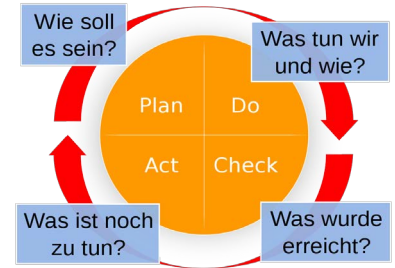 Wie soll
es sein?
Was tun wir
und wie?
Plan
Do
Act
Check
Was ist noch
zu tun?
Was wurde
erreicht?